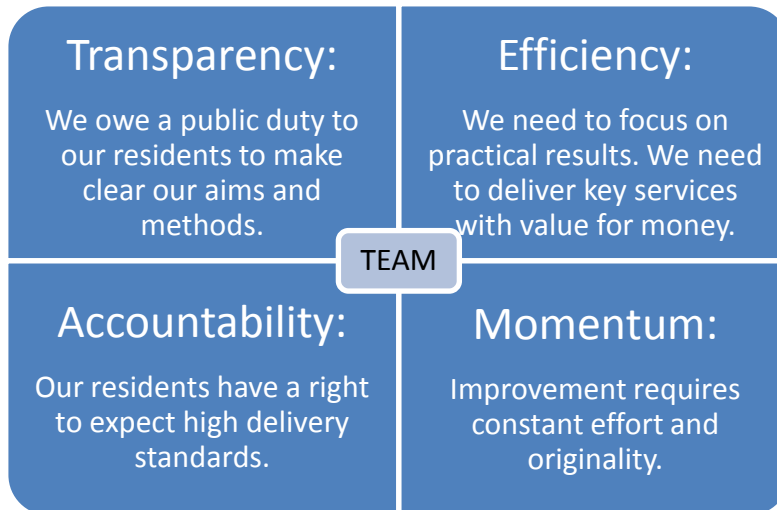 Transparency:
We owe a public duty to
our residents to make
clear our aims and
methods.
Efficiency:
We need to focus on
practical results. We need
to deliver key services
with value for money.
TEAM
Accountability:
Our residents have a right
to expect high delivery
standards.
Momentum:
Improvement requires
constant effort and
originality.